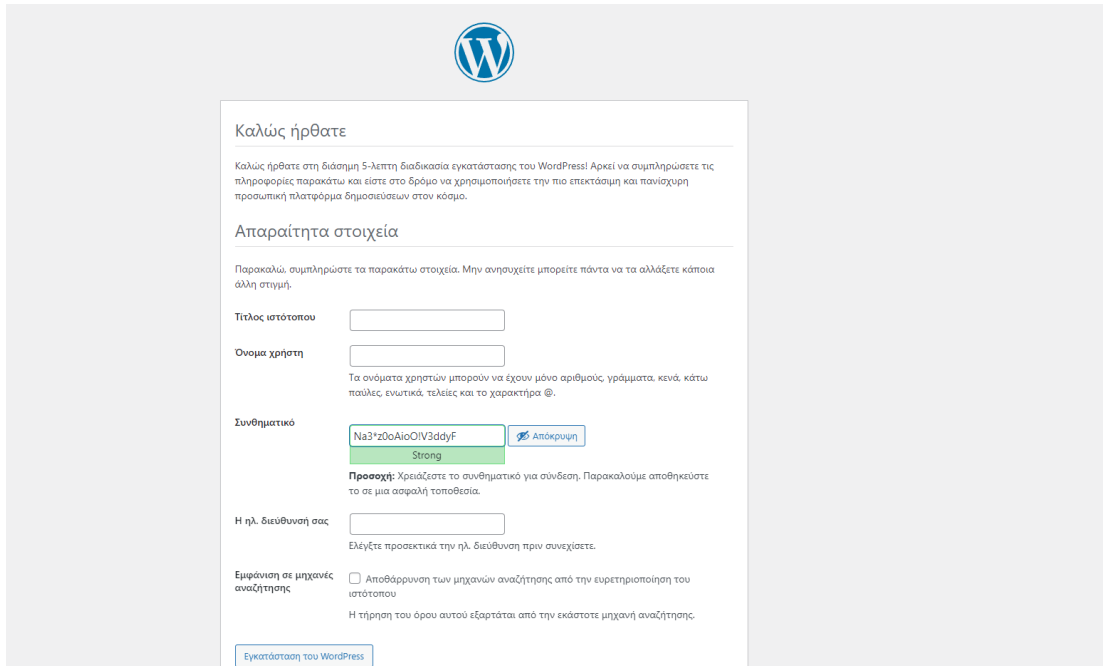 Καλώς ήρθατε
Καλώς ήρθατε στη διάσημη 5-λεπτη διαδικασία εγκατάστασης του WordPress! Αρκεί να συμπληρώσετε τις
πληροφορίες παρακάτω και είστε στο δρόμο να χρησιμοποιήσετε την πιο επεκτάσιμη και πανίσχυρη
προσωπική πλατφόρμα δημοσιεύσεων στον κόσμο.
Απαραίτητα στοιχεία
Παρακαλώ, συμπληρώστε τα παρακάτω στοιχεία. Μην ανησυχείτε μπορείτε πάντα να τα αλλάξετε κάποια
άλλη στιγμή.
Τίτλος ιστότοπου
Όνομα χρήστη
Τα ονόματα χρηστών μπορούν να έχουν μόνο αριθμούς, γράμματα, κενά, κάτω
παύλες, ενωτικά, τελείες και το χαρακτήρα @.
Συνθηματικό
Na3*z0oAioO!V3ddyF
Απόκρυψη
Strong
Προσοχή: Χρειάζεστε το συνθηματικό για σύνδεση. Παρακαλούμε αποθηκεύστε
το σε μια ασφαλή τοποθεσία.
Η ηλ. διεύθυνσή σας
Ελέγξτε προσεκτικά την ηλ. διεύθυνση πριν συνεχίσετε.
Εμφάνιση σε μηχανές
αναζήτησης
Αποθάρρυνση των μηχανών αναζήτησης από την ευρετηριοποίηση του
ιστότοπου
Η τήρηση του όρου αυτού εξαρτάται από την εκάστοτε μηχανή αναζήτησης.
Εγκατάσταση του WordPress